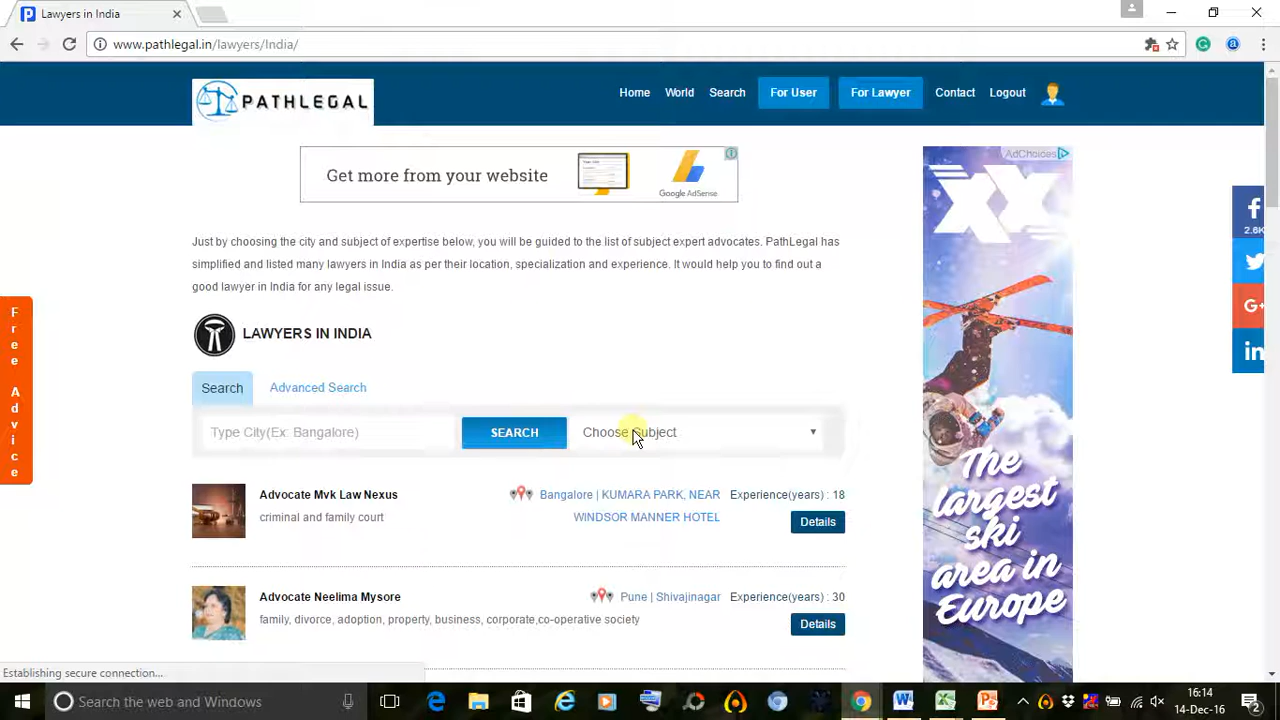 Lawyers in India
www.pathlegal.in/lawyers/India/
PATHLEGAL
Home World Search For User For Lawyer Contact Logout
Get more from your website
Google AdSense
AdChoices
Just by choosing the city and subject of expertise below, you will be guided to the list of subject expert advocates. PathLegal has
simplified and listed many lawyers in India as per their location, specialization and experience. It would help you to find out a
good lawyer in India for any legal issue.
2.6K
Free Advice
LAWYERS IN INDIA
Search Advanced Search
Type City(Ex: Bangalore) SEARCH Choose Subject
Advocate Mvk Law Nexus Bangalore | KUMARA PARK, NEAR Experience(years) : 18
criminal and family court WINDSOR MANNER HOTEL Details
Advocate Neelima Mysore Pune | Shivajinagar Experience(years) : 30
family, divorce, adoption, property, business, corporate,co-operative society Details
The
largest
ski
area in
Europe
Establishing secure connection...
Search the web and Windows
16:14
14-Dec-16